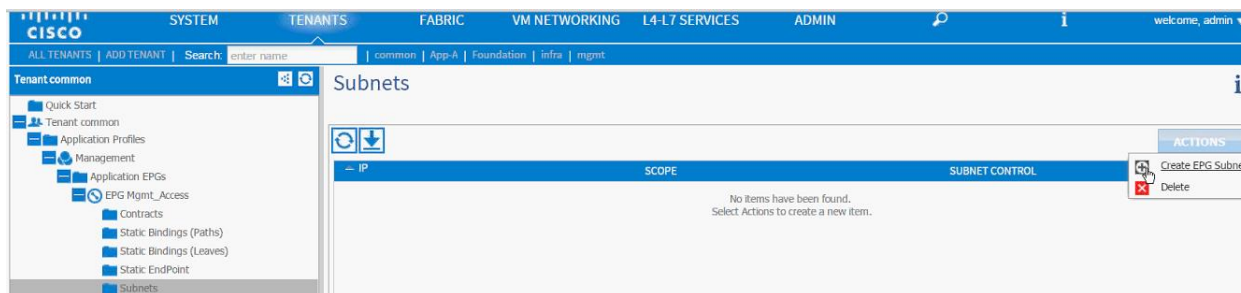 CISCO
SYSTEM TENANTS FABRIC VM NETWORKING L4-L7 SERVICES ADMIN i welcome, admin
ALL TENANTS | ADD TENANT | Search: enter name | common | App-A | Foundation | infra | mgmt
Tenant common
Quick Start
Tenant common
Application Profiles
Management
Application EPGs
EPG Mgmt_Access
Contracts
Static Bindings (Paths)
Static Bindings (Leaves)
Static EndPoint
Subnets
Subnets
i
ACTIONS
Create EPG Subne
Delete
IP SCOPE SUBNET CONTROL
No items have been found.
Select Actions to create a new item.